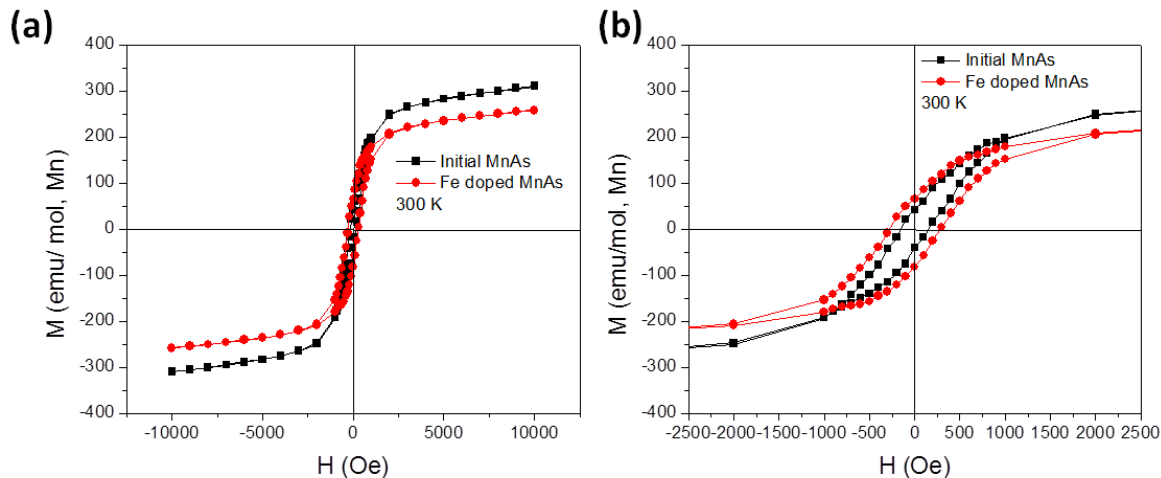 (a)
M (emu/ mol, Mn)
400
300
200
100
0
-100
-200
-300
-400
Initial MnAs
Fe doped MnAs
300 K
-10000 -5000 0 5000 10000
H (Oe)
(b)
M (emu/mol, Mn)
400
300
200
100
0
-100
-200
-300
-400
Initial MnAs
Fe doped MnAs
300 K
-2500 -2000 -1500 -1000 -500 0 500 1000 1500 2000 2500
H (Oe)